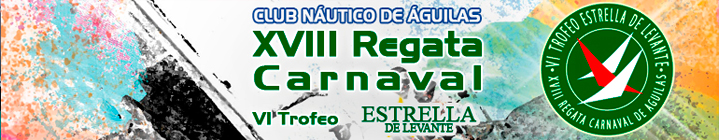 CLUB NÁUTICO DE ÁGUILAS
XVIII Regata
Carnaval
VI Trofeo
ESTRELLA
DE LEVANTE
· VI TROFEO ESTRELLA DE LEVANTE ·
XVIII REGATA CARNAVAL DE ÁGUILAS